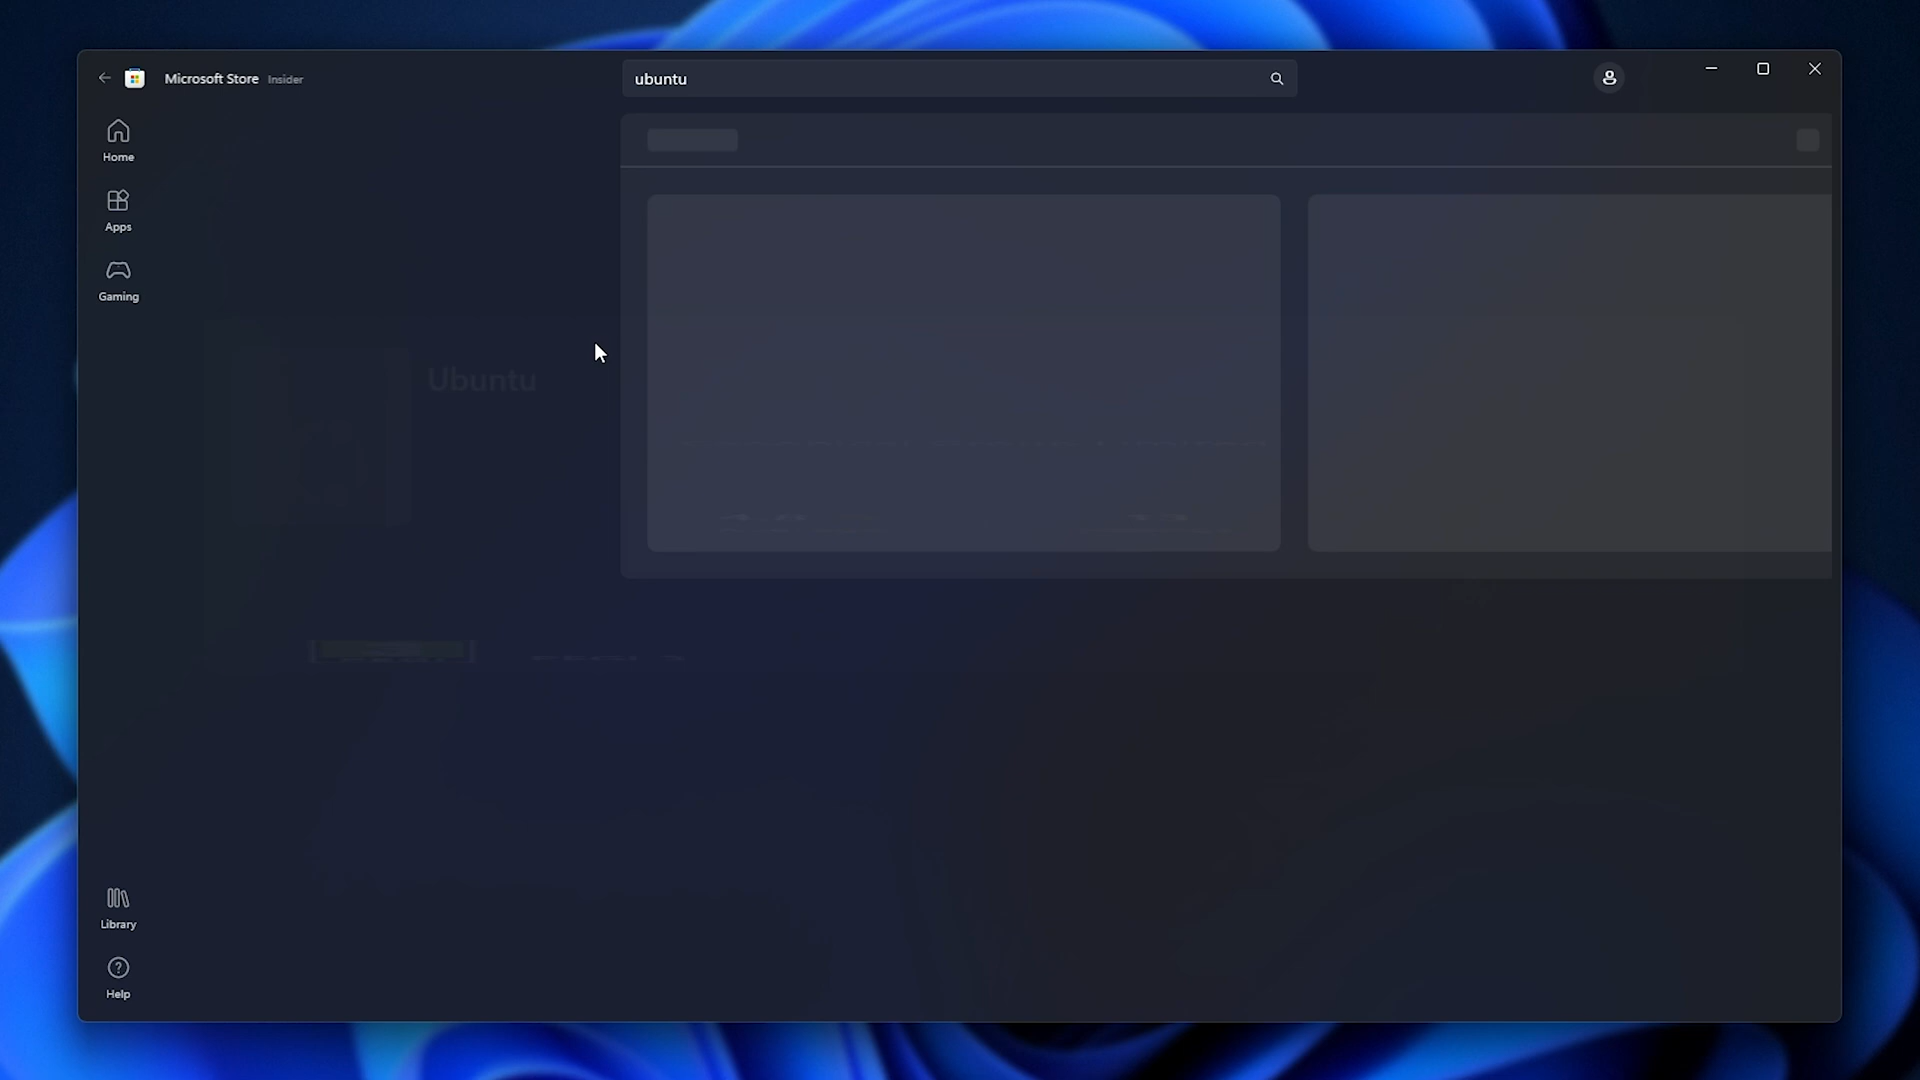 Microsoft Store Insider
ubuntu
Home
Apps
Gaming
Ubuntu
Library
Help